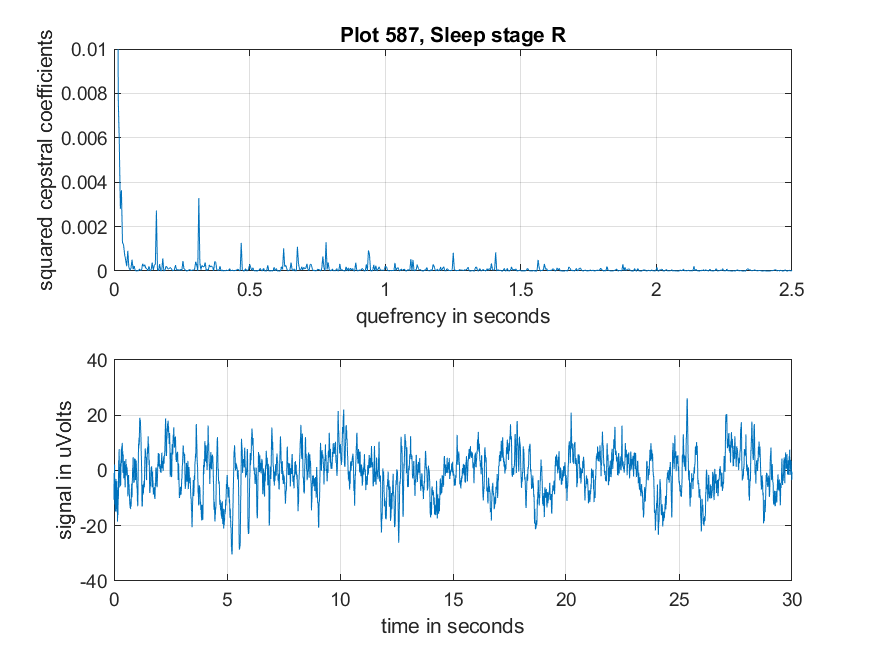 Plot 587, Sleep stage R
squared cepstral coefficients
0.01
0.008
0.006
0.004
0.002
0
0 0.5 1 1.5 2 2.5
quefrency in seconds
signal in uVolts
40
20
0
-20
-40
0 5 10 15 20 25 30
time in seconds